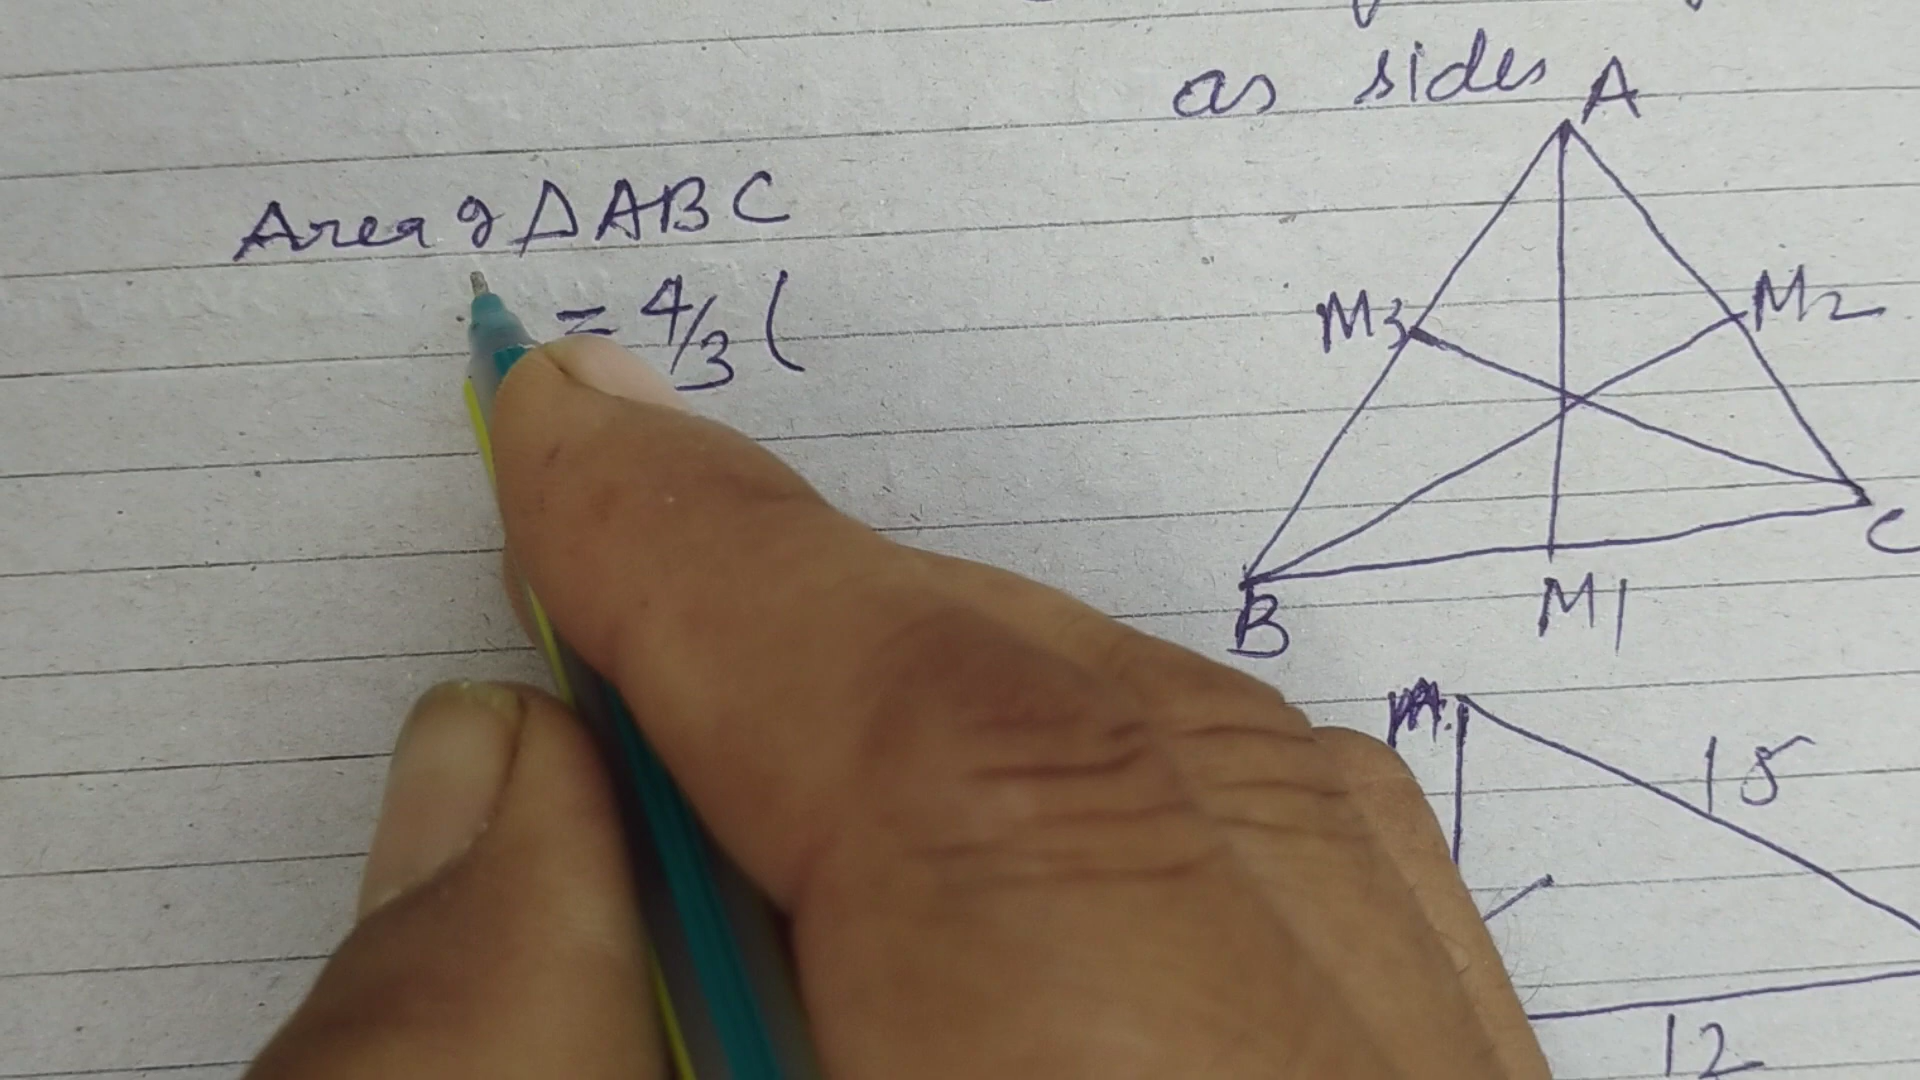 as sides
A
Area of ΔABC
= 4/3 (
M3
M2
C
B
M1
15
12